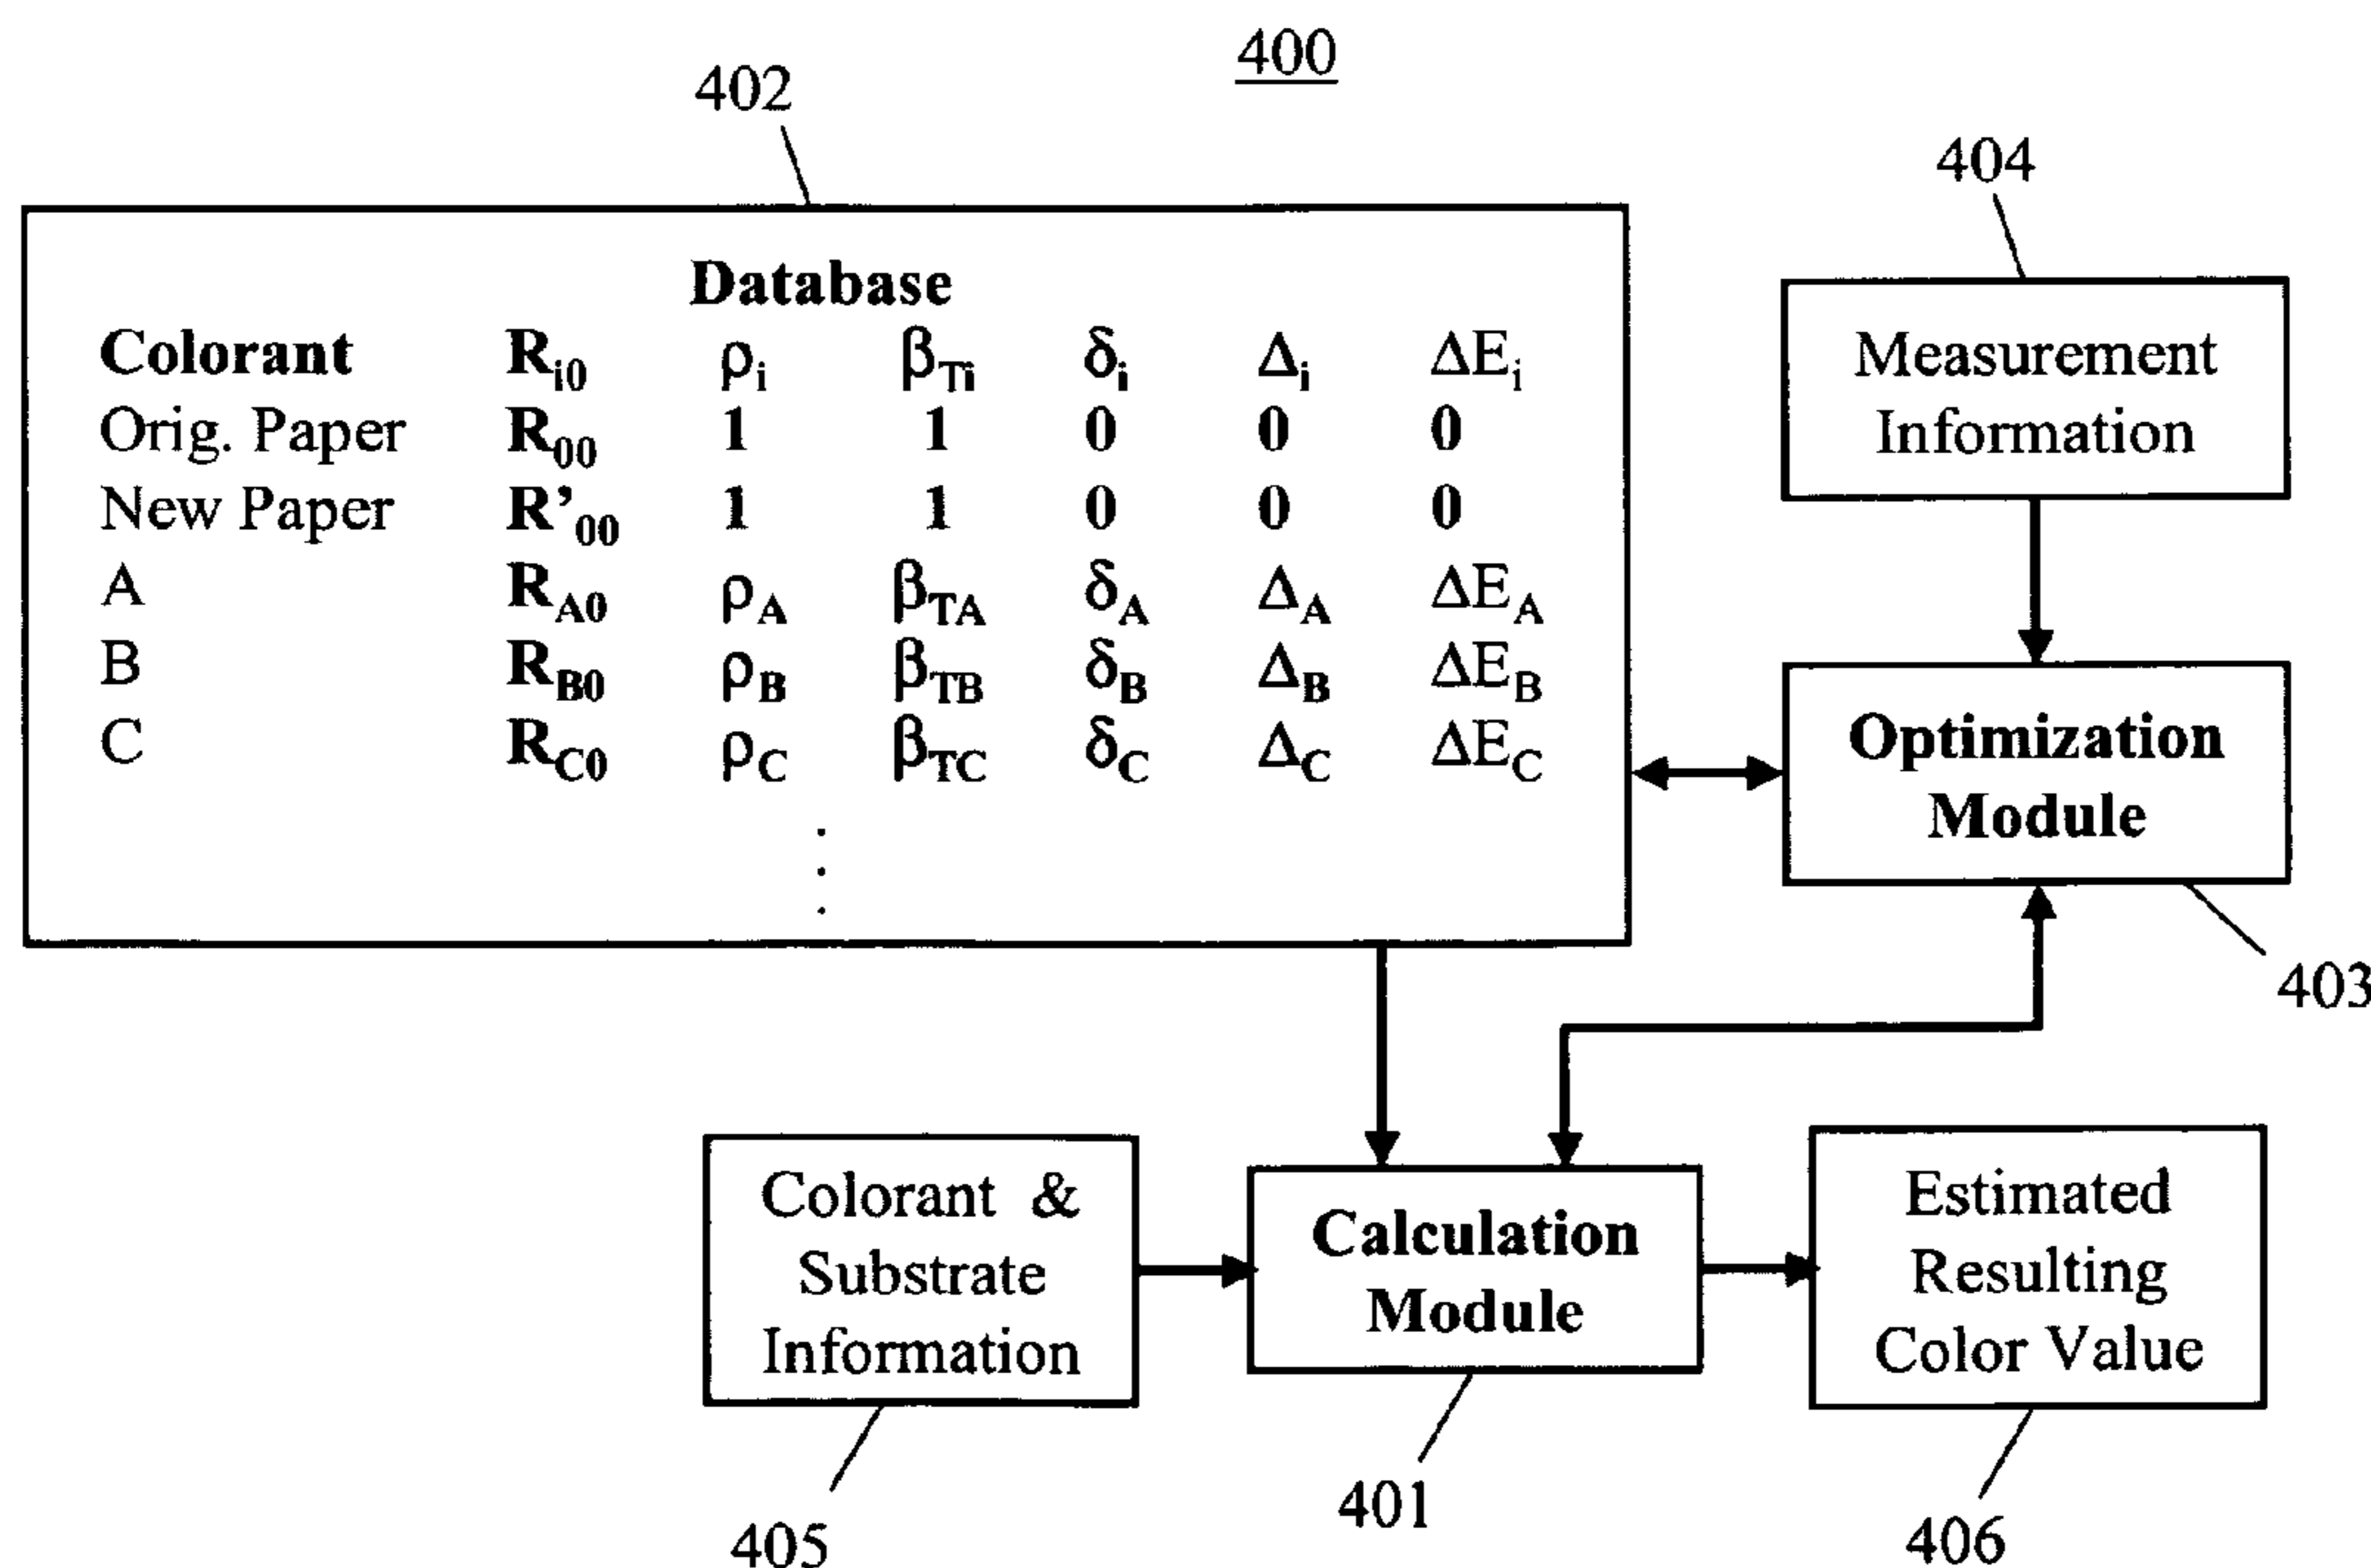 400
402
404
Database
Colorant R_i0 ρ_i β_Ti δ_i Δ_i ΔE_i
Orig. Paper R_00 1 1 0 0 0
New Paper R’_00 1 1 0 0 0
A R_A0 ρ_A β_TA δ_A Δ_A ΔE_A
B R_B0 ρ_B β_TB δ_B Δ_B ΔE_B
C R_C0 ρ_C β_TC δ_C Δ_C ΔE_C
Measurement
Information
Optimization
Module
403
Colorant &
Substrate
Information
Calculation
Module
Estimated
Resulting
Color Value
405
401
406